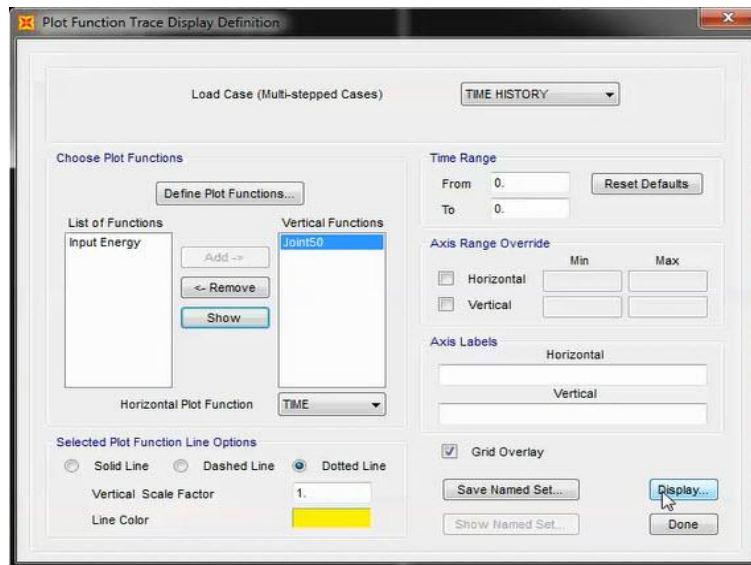 Plot Function Trace Display Definition
Load Case (Multi-stepped Cases)
TIME HISTORY
Choose Plot Functions
Define Plot Functions...
List of Functions
Vertical Functions
Input Energy
Joint50
Add ->
<- Remove
Show
Horizontal Plot Function
TIME
Time Range
From 0.
Reset Defaults
To 0.
Axis Range Override
Min Max
Horizontal
Vertical
Axis Labels
Horizontal
Vertical
Selected Plot Function Line Options
Solid Line Dashed Line Dotted Line
Vertical Scale Factor 1.
Line Color
Grid Overlay
Save Named Set...
Display...
Show Named Set...
Done